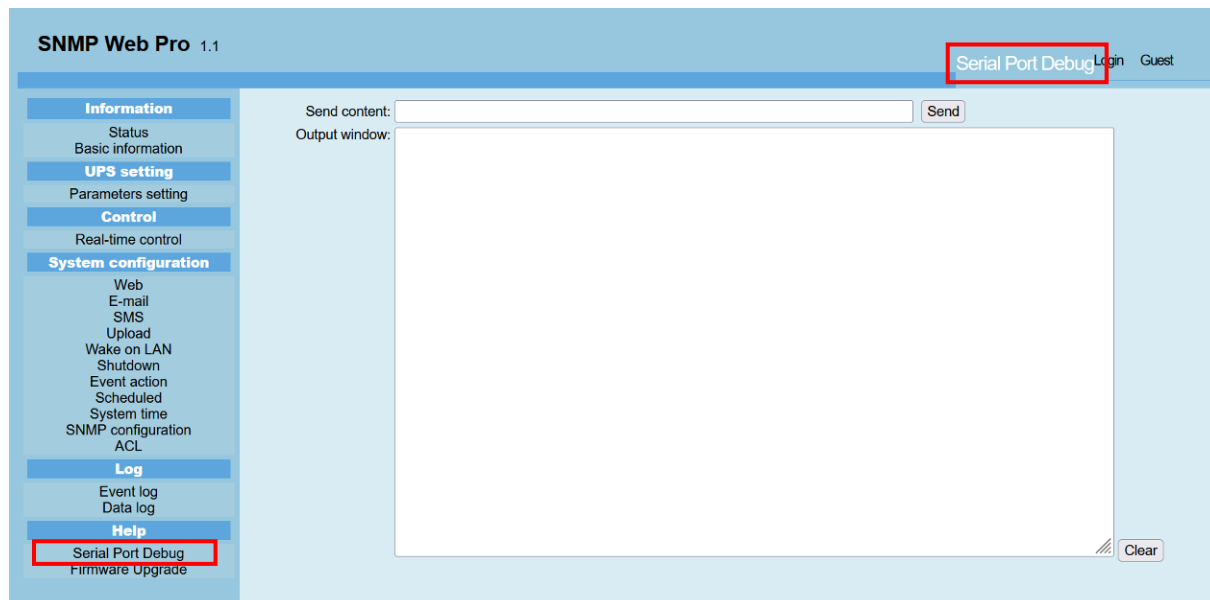 SNMP Web Pro 1.1
Serial Port Debug
Login Guest
Information
Status
Basic information
UPS setting
Parameters setting
Control
Real-time control
System configuration
Web
E-mail
SMS
Upload
Wake on LAN
Shutdown
Event action
Scheduled
System time
SNMP configuration
ACL
Log
Event log
Data log
Help
Serial Port Debug
Firmware Upgrade
Send content:
Send
Output window:
Clear